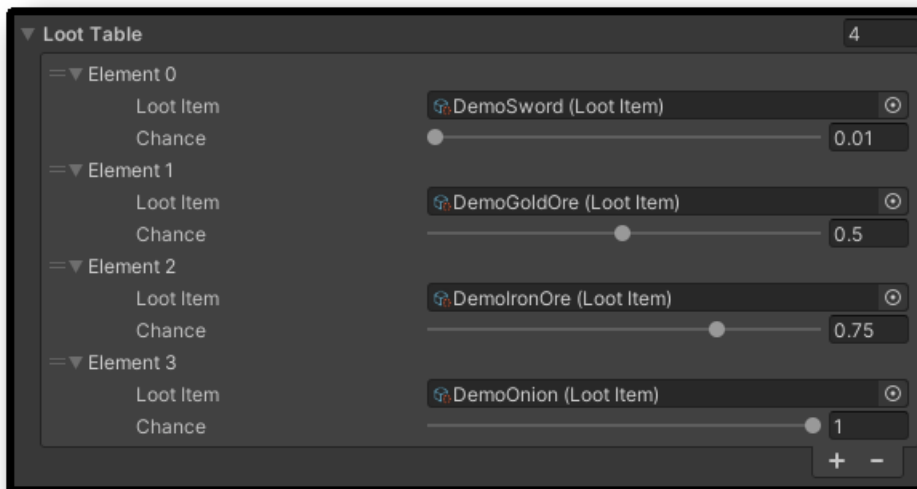 Loot Table 4
Element 0
Loot Item DemoSword (Loot Item)
Chance 0.01
Element 1
Loot Item DemoGoldOre (Loot Item)
Chance 0.5
Element 2
Loot Item DemoIronOre (Loot Item)
Chance 0.75
Element 3
Loot Item DemoOnion (Loot Item)
Chance 1
+ −